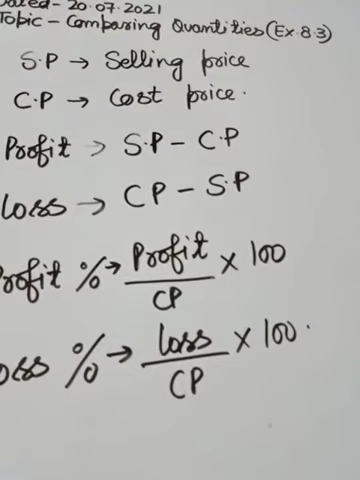 Dated- 20.07.2021
Topic - Comparing Quantities (Ex.8.3)
S.P → Selling price
C.P → Cost price.
Profit > S.P - C.P
Loss → CP - S.P
Profit % → Profit/CP × 100
Loss % → loss/CP × 100.